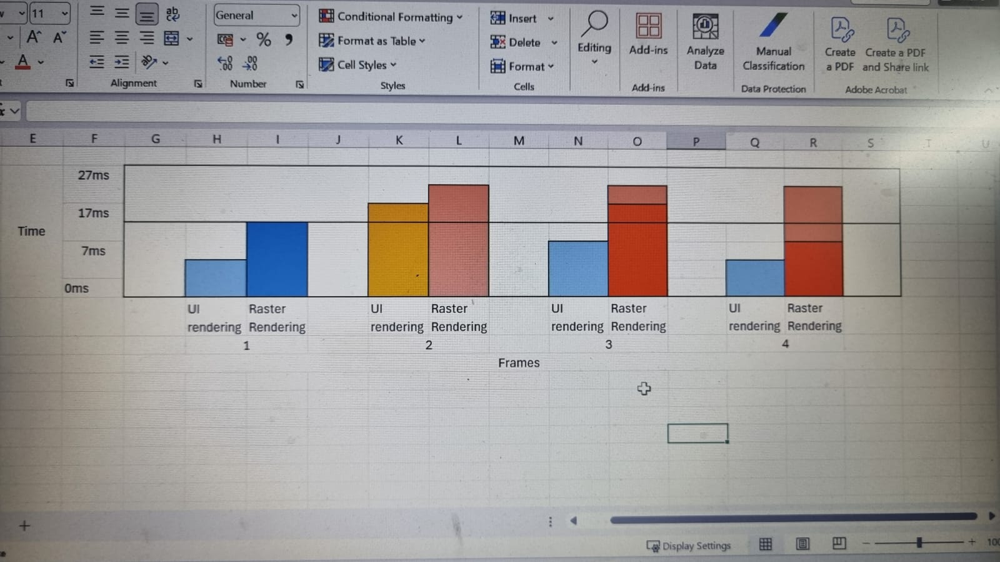 11
General
Conditional Formatting
Insert
ab
Format as Table
Delete
Editing
Add-ins
Analyze
Data
Manual
Classification
Create
a PDF
Create a PDF
and Share link
A
A
%
A
Cell Styles
Format
.00
.00
Alignment
Number
Styles
Cells
Add-ins
Data Protection
Adobe Acrobat
E F G H I J K L M N O P Q R S T U
27ms
17ms
Time
7ms
0ms
UI
rendering
Raster
Rendering
UI
rendering
Raster
Rendering
UI
rendering
Raster
Rendering
UI
rendering
Raster
Rendering
1
2
3
4
Frames
Display Settings